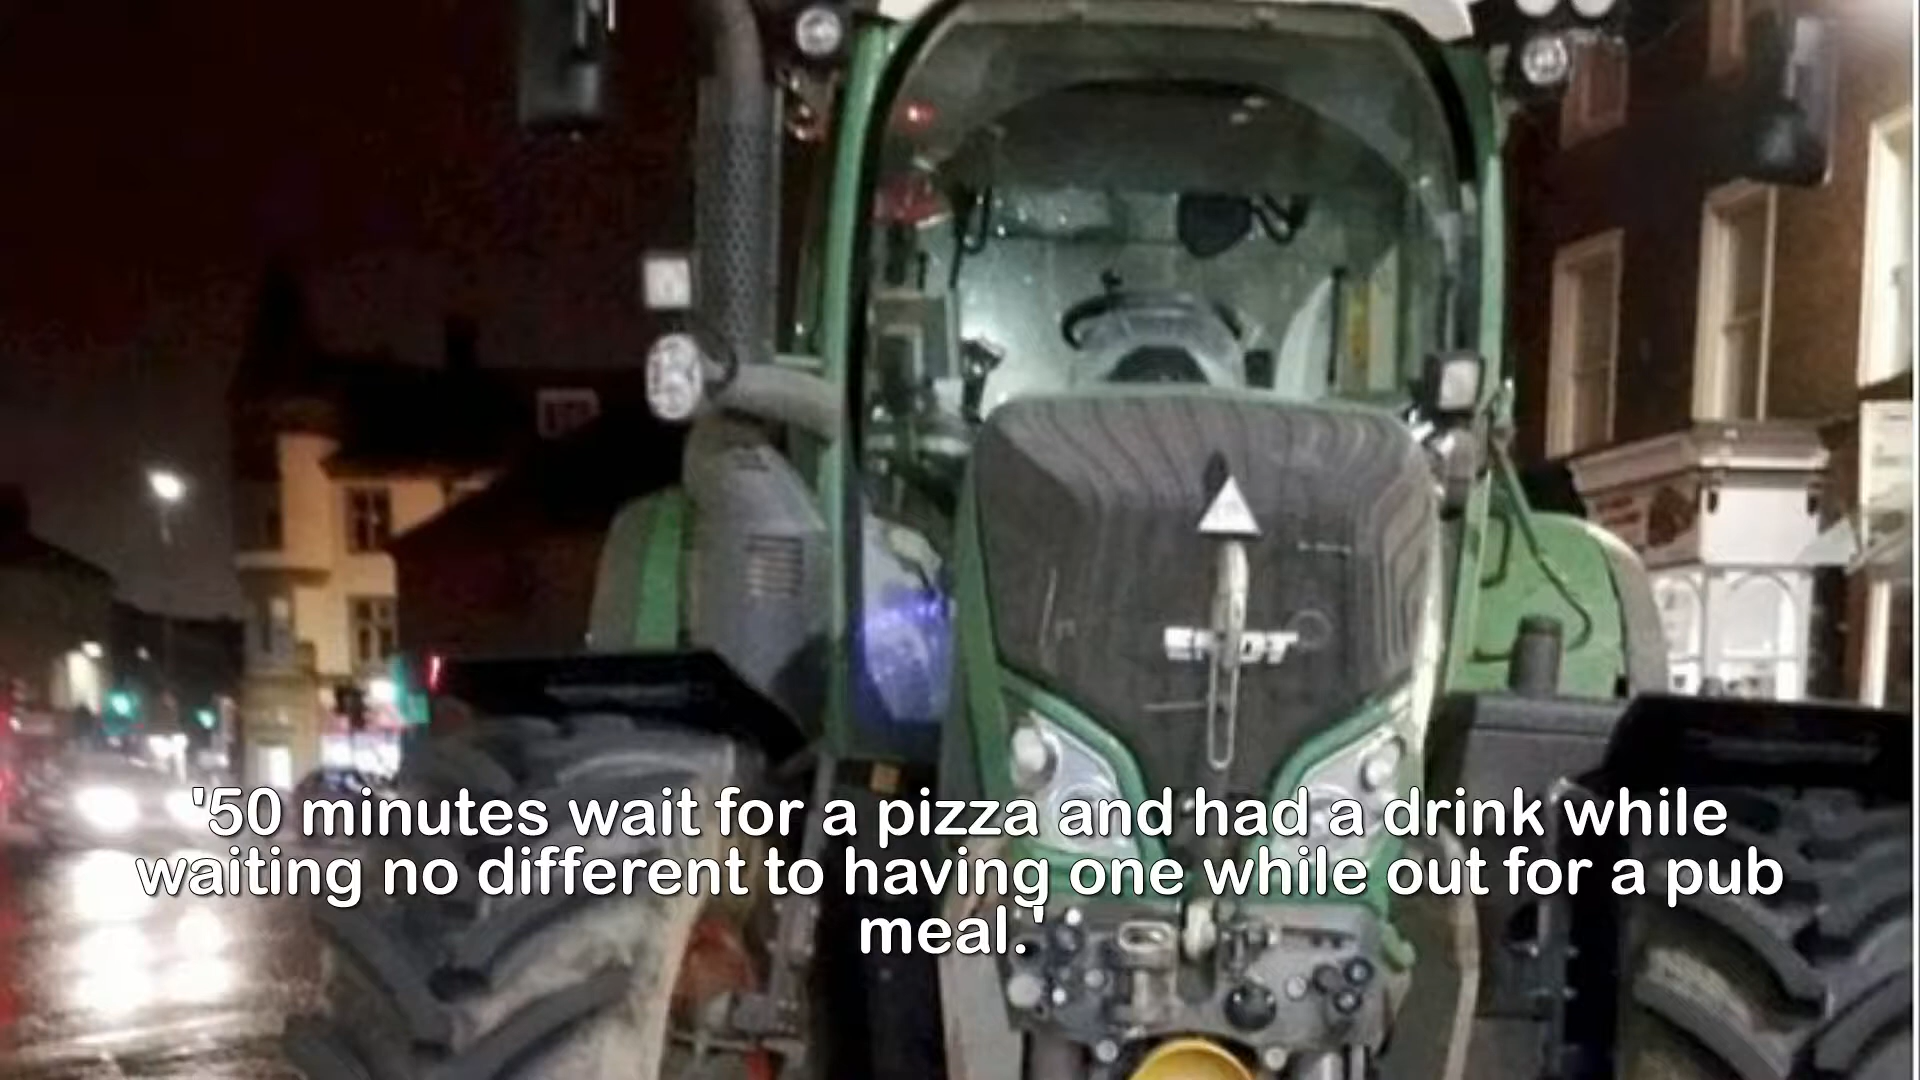 FENDT
'50 minutes wait for a pizza and had a drink while
waiting no different to having one while out for a pub
meal.'